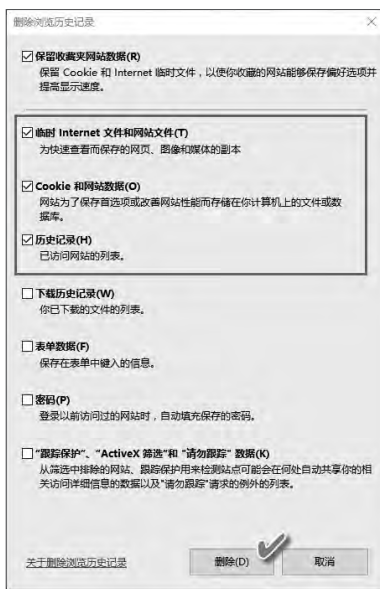 删除浏览历史记录
保留收藏夹网站数据(R)
保留 Cookie 和 Internet 临时文件，以使你收藏的网站能够保存偏好选项并
提高显示速度。
临时 Internet 文件和网站文件(T)
为快速查看而保存的网页、图像和媒体的副本
Cookie 和网站数据(O)
网站为了保存首选项或改善网站性能而存储在你计算机上的文件或数
据库。
历史记录(H)
已访问网站的列表。
下载历史记录(W)
你已下载的文件的列表。
表单数据(F)
保存在表单中键入的信息。
密码(P)
登录以前访问过的网站时，自动填充保存的密码。
"跟踪保护"、"ActiveX 筛选"和 "请勿跟踪" 数据(K)
从筛选中排除的网站、跟踪保护用来检测站点可能会在何处自动共享你的相
关访问详细信息的数据以及"请勿跟踪"请求的例外的列表。
关于删除浏览历史记录
删除(D)
取消